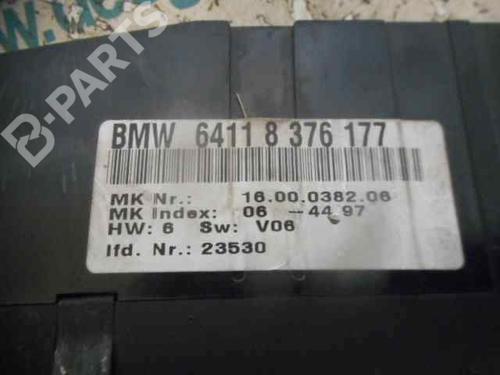 BMW 6411 8 376 177
MK Nr.: 16.00.0382.06
MK Index: 06 -44 97
HW: 6 Sw: V06
lfd. Nr.: 23530
B-PARTS